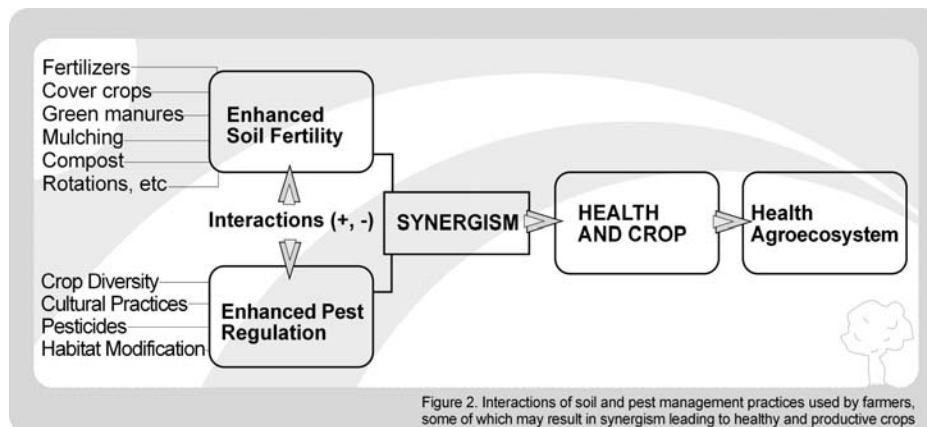 Fertilizers
Cover crops
Green manures
Mulching
Compost
Rotations, etc
Enhanced
Soil Fertility
Interactions (+, -)
Crop Diversity
Cultural Practices
Pesticides
Habitat Modification
Enhanced Pest
Regulation
SYNERGISM
HEALTH
AND CROP
Health
Agroecosystem
Figure 2. Interactions of soil and pest management practices used by farmers,
some of which may result in synergism leading to healthy and productive crops